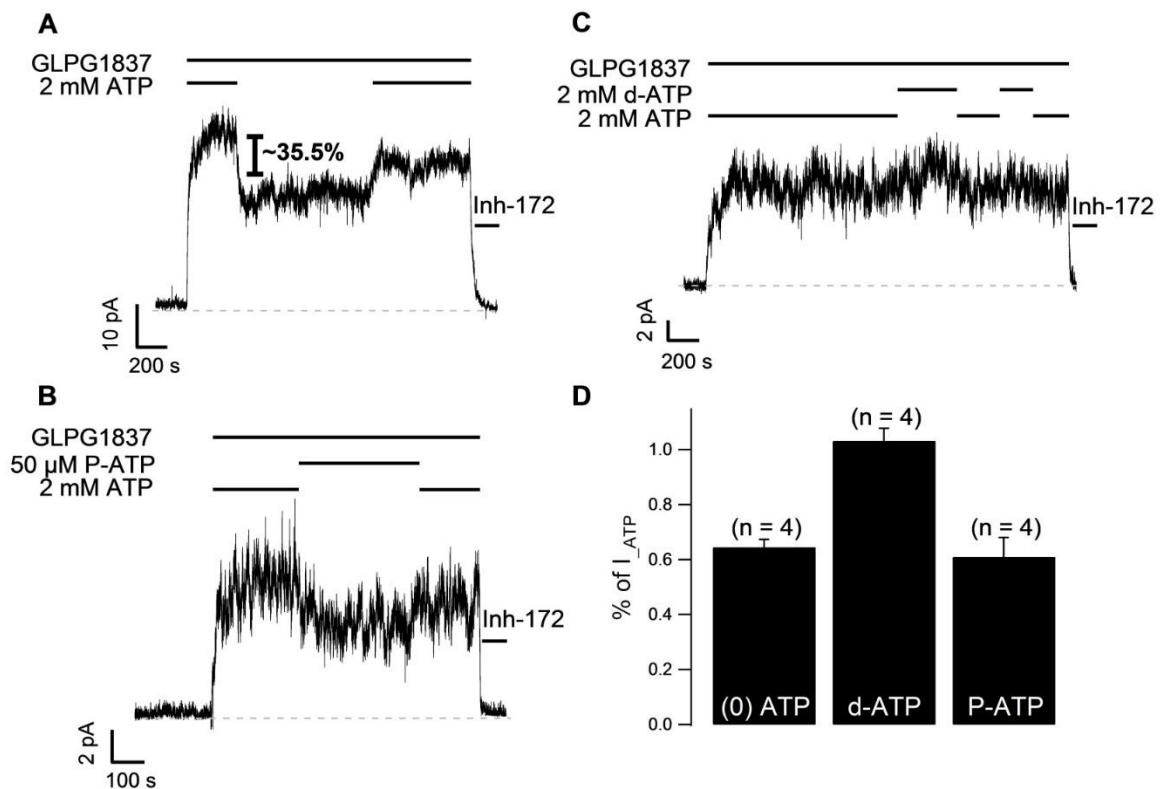 A
GLPG1837
2 mM ATP
~35.5%
Inh-172
10 pA
200 s
B
GLPG1837
50 µM P-ATP
2 mM ATP
Inh-172
2 pA
100 s
C
GLPG1837
2 mM d-ATP
2 mM ATP
Inh-172
2 pA
200 s
D
% of I_ATP
1.0
0.8
0.6
0.4
0.2
0.0
(n = 4)
(n = 4)
(n = 4)
(0) ATP
d-ATP
P-ATP